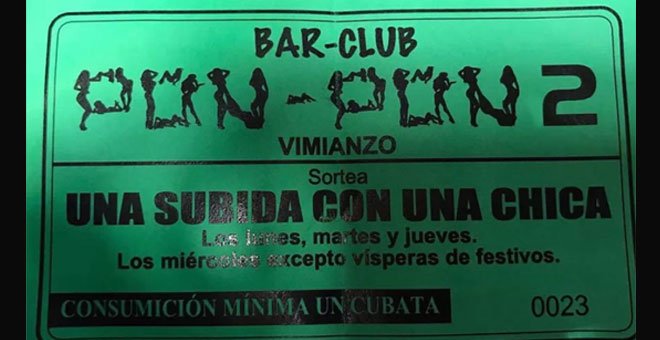 BAR-CLUB
PON-PON 2
VIMIANZO
Sortea
UNA SUBIDA CON UNA CHICA
Los lunes, martes y jueves.
Los miércoles excepto vísperas de festivos.
CONSUMICIÓN MÍNIMA UN CUBATA 0023